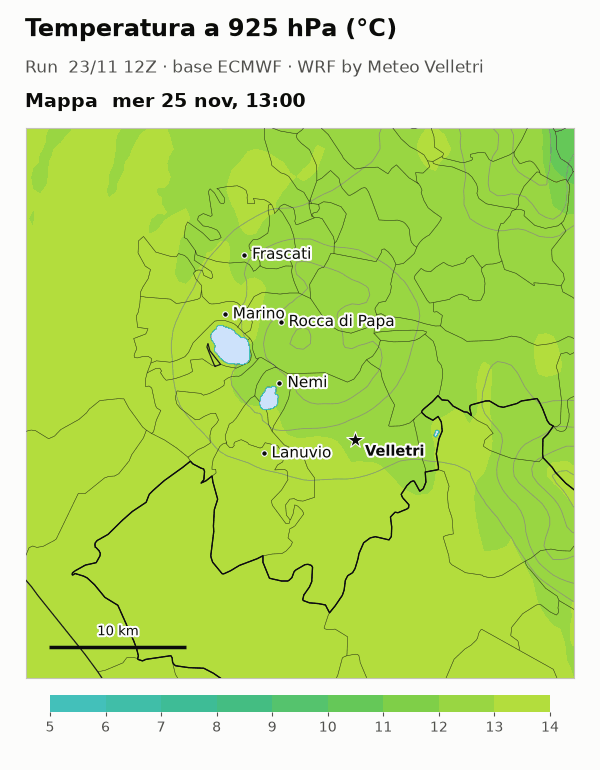 Temperatura a 925 hPa (°C)
Run  23/11 12Z · base ECMWF · WRF by Meteo Velletri
Mappa  mer 25 nov, 13:00
Frascati
Marino
Rocca di Papa
Nemi
Velletri
Lanuvio
10 km
5 6 7 8 9 10 11 12 13 14